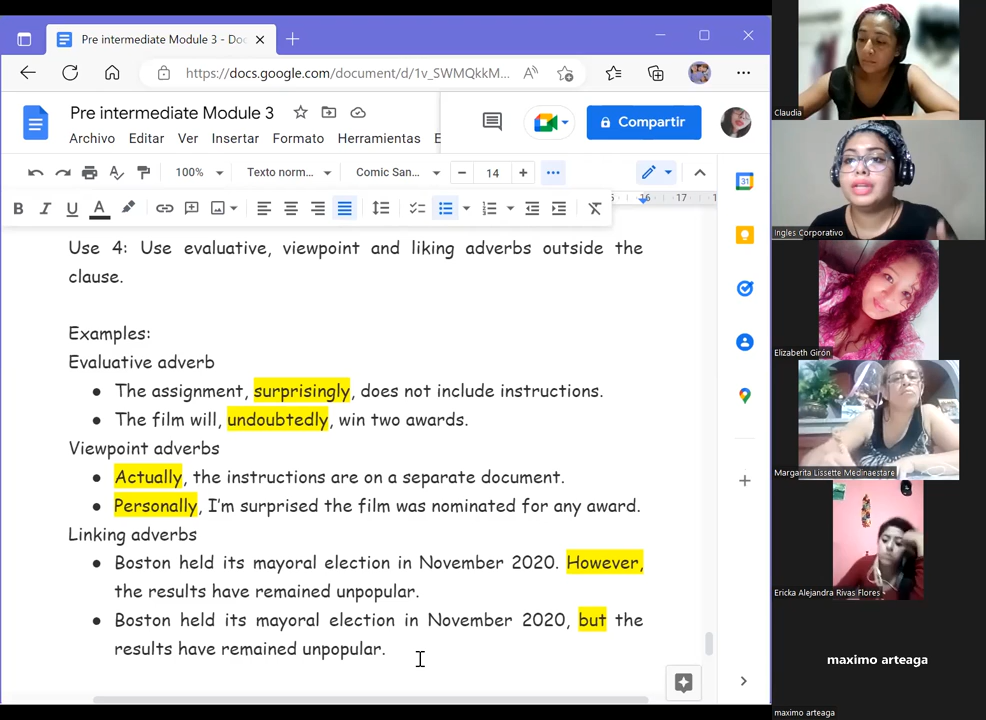 Pre intermediate Module 3 - Doc
https://docs.google.com/document/d/1v_SWMQkkM...
Pre intermediate Module 3
Archivo Editar Ver Insertar Formato Herramientas E
Compartir
100% Texto norm... Comic San... 14
16 17
31
Use 4: Use evaluative, viewpoint and liking adverbs outside the
clause.
Examples:
Evaluative adverb
● The assignment, surprisingly, does not include instructions.
● The film will, undoubtedly, win two awards.
Viewpoint adverbs
● Actually, the instructions are on a separate document.
● Personally, I'm surprised the film was nominated for any award.
Linking adverbs
● Boston held its mayoral election in November 2020. However,
the results have remained unpopular.
● Boston held its mayoral election in November 2020, but the
results have remained unpopular.
Claudia
Ingles Corporativo
Elizabeth Girón
Margarita Lissette Medinaestare
Ericka Alejandra Rivas Flores
maximo arteaga
maximo arteaga